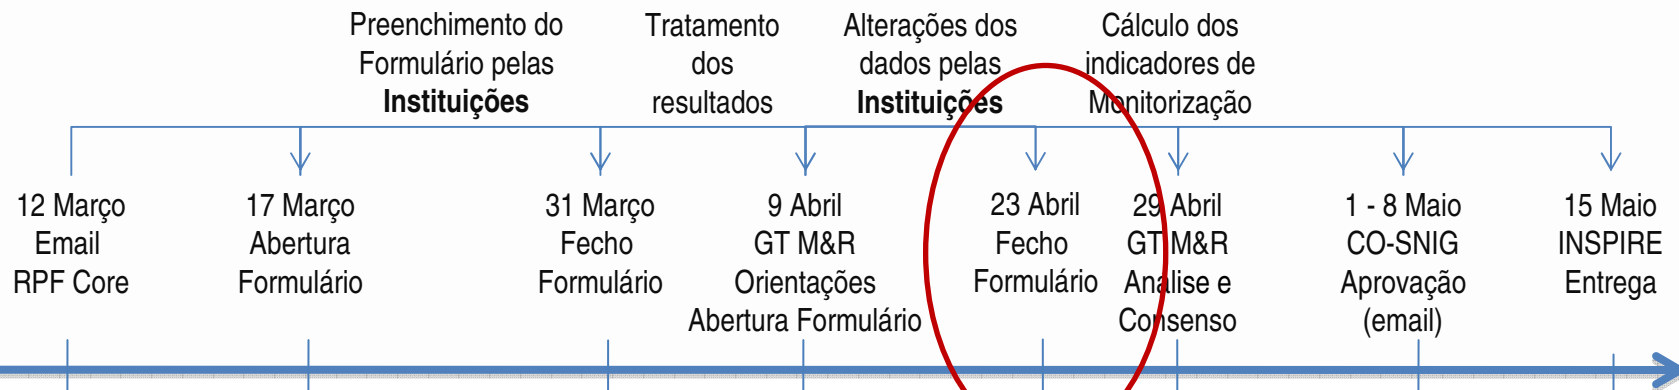 Preenchimento do
Formulário pelas
Instituições
Tratamento
dos
resultados
Alterações dos
dados pelas
Instituições
Cálculo dos
indicadores de
Monitorização
12 Março
Email
RPF Core
17 Março
Abertura
Formulário
31 Março
Fecho
Formulário
9 Abril
GT M&R
Orientações
Abertura Formulário
23 Abril
Fecho
Formulário
29 Abril
GT M&R
Análise e
Consenso
1 - 8 Maio
CO-SNIG
Aprovação
(email)
15 Maio
INSPIRE
Entrega